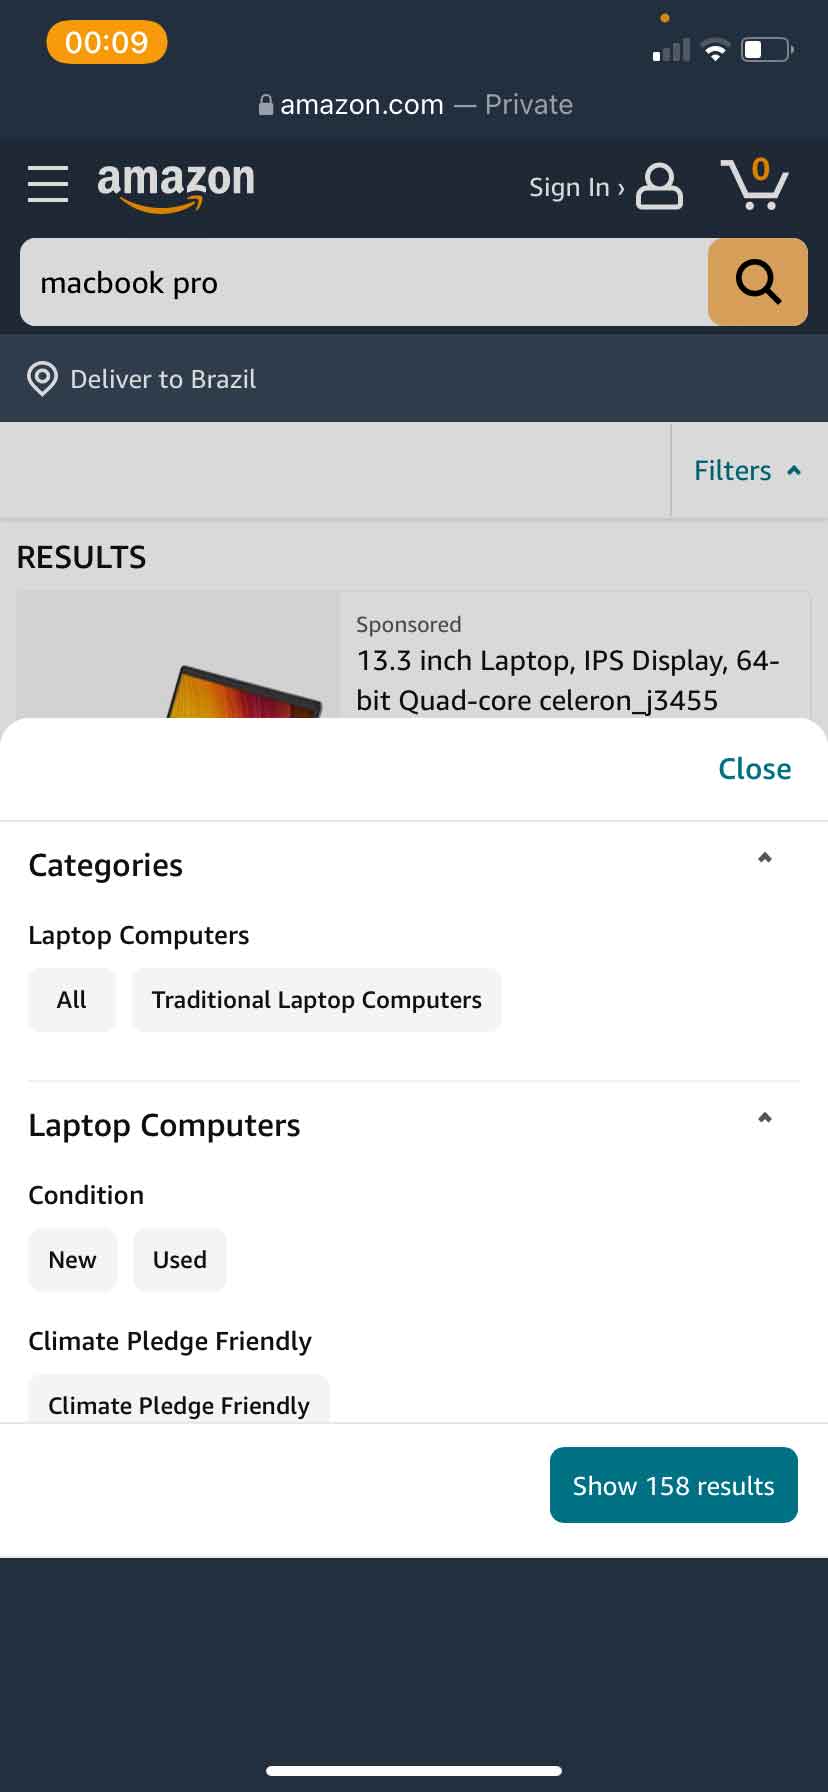 00:09
amazon.com — Private
amazon
Sign In ›
0
macbook pro
Deliver to Brazil
Filters
RESULTS
Sponsored
13.3 inch Laptop, IPS Display, 64-
bit Quad-core celeron_j3455
Close
Categories
Laptop Computers
All
Traditional Laptop Computers
Laptop Computers
Condition
New
Used
Climate Pledge Friendly
Climate Pledge Friendly
Show 158 results